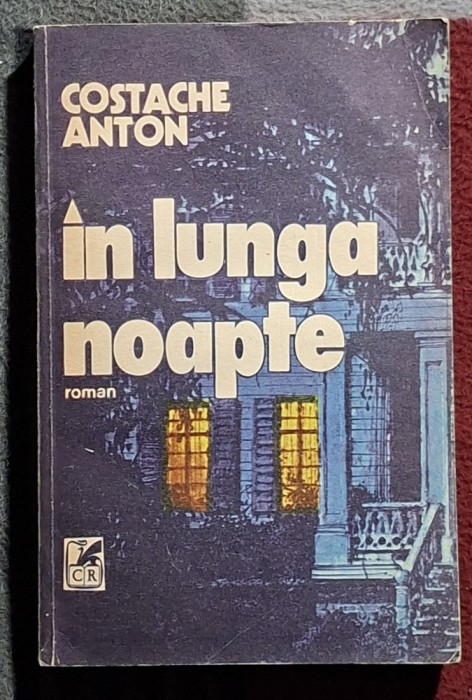 COSTACHE
ANTON
în lunga
noapte
roman
CR